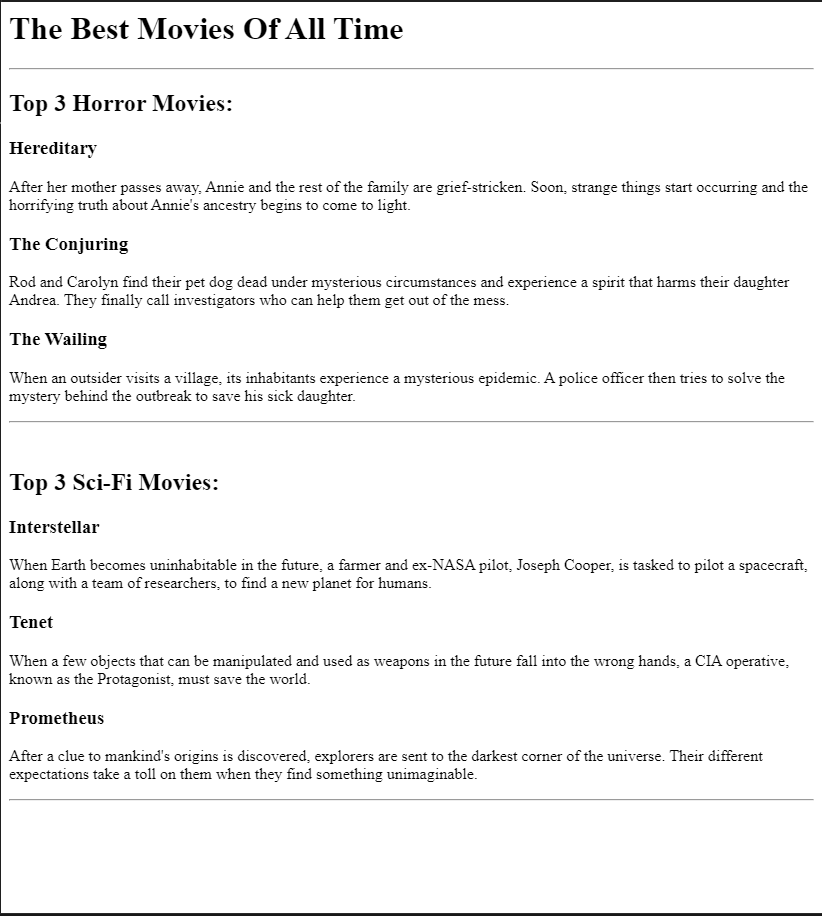 The Best Movies Of All Time
Top 3 Horror Movies:
Hereditary
After her mother passes away, Annie and the rest of the family are grief-stricken. Soon, strange things start occurring and the
horrifying truth about Annie's ancestry begins to come to light.
The Conjuring
Rod and Carolyn find their pet dog dead under mysterious circumstances and experience a spirit that harms their daughter
Andrea. They finally call investigators who can help them get out of the mess.
The Wailing
When an outsider visits a village, its inhabitants experience a mysterious epidemic. A police officer then tries to solve the
mystery behind the outbreak to save his sick daughter.
Top 3 Sci-Fi Movies:
Interstellar
When Earth becomes uninhabitable in the future, a farmer and ex-NASA pilot, Joseph Cooper, is tasked to pilot a spacecraft,
along with a team of researchers, to find a new planet for humans.
Tenet
When a few objects that can be manipulated and used as weapons in the future fall into the wrong hands, a CIA operative,
known as the Protagonist, must save the world.
Prometheus
After a clue to mankind's origins is discovered, explorers are sent to the darkest corner of the universe. Their different
expectations take a toll on them when they find something unimaginable.